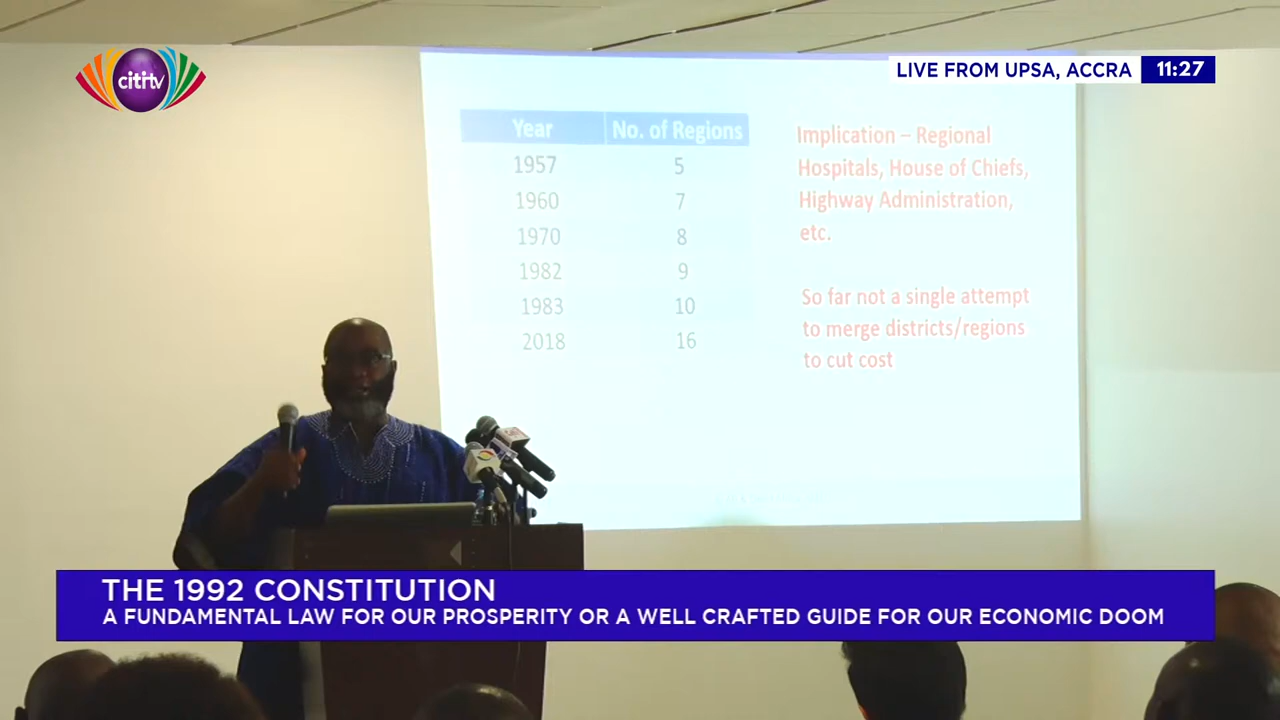 citi tv
LIVE FROM UPSA, ACCRA 11:27
Year No. of Regions
1957 5
1960 7
1970 8
1982 9
1983 10
2018 16
Implication – Regional
Hospitals, House of Chiefs,
Highway Administration,
etc.
So far not a single attempt
to merge districts/regions
to cut cost
THE 1992 CONSTITUTION
A FUNDAMENTAL LAW FOR OUR PROSPERITY OR A WELL CRAFTED GUIDE FOR OUR ECONOMIC DOOM